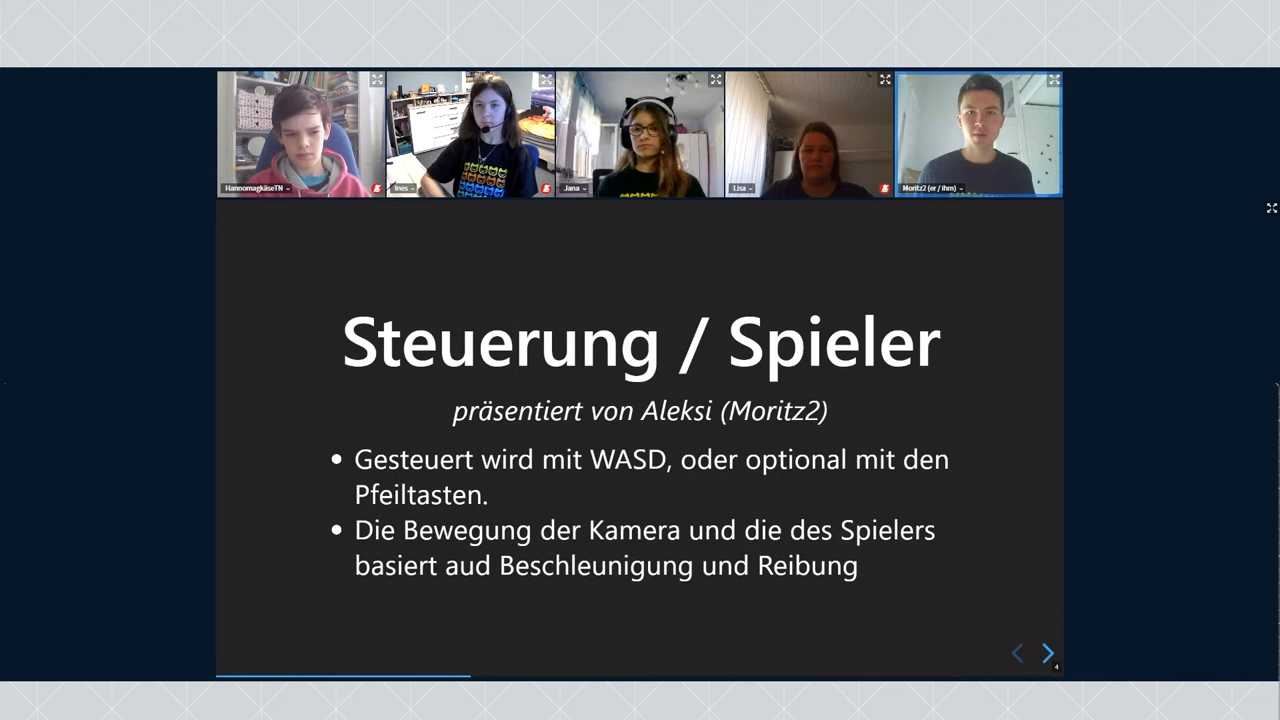 HannomagkäseTN
Ines
Jana
Lisa
Moritz2 (er / ihm)
Steuerung / Spieler
präsentiert von Aleksi (Moritz2)
• Gesteuert wird mit WASD, oder optional mit den
Pfeiltasten.
• Die Bewegung der Kamera und die des Spielers
basiert aud Beschleunigung und Reibung
4